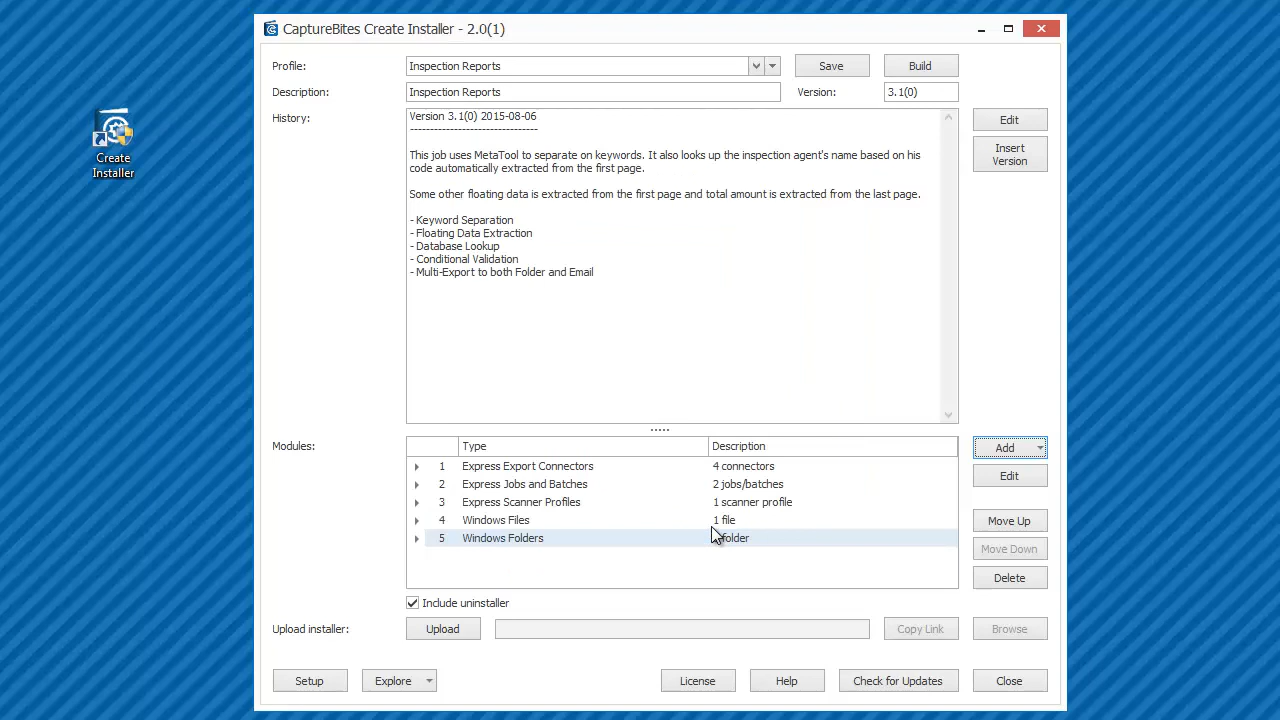 CaptureBites Create Installer - 2.0(1)
Profile: Inspection Reports Save Build
Description: Inspection Reports Version: 3.1(0)
History: Version 3.1(0) 2015-08-06 Edit
--------------------------------
This job uses MetaTool to separate on keywords. It also looks up the inspection agent's name based on his
code automatically extracted from the first page.
Insert
Version
Some other floating data is extracted from the first page and total amount is extracted from the last page.
- Keyword Separation
- Floating Data Extraction
- Database Lookup
- Conditional Validation
- Multi-Export to both Folder and Email
Create
Installer
Modules: Type Description Add
1 Express Export Connectors 4 connectors
2 Express Jobs and Batches 2 jobs/batches Edit
3 Express Scanner Profiles 1 scanner profile
4 Windows Files 1 file Move Up
5 Windows Folders folder Move Down
Delete
Include uninstaller
Upload installer: Upload Copy Link Browse
Setup Explore License Help Check for Updates Close